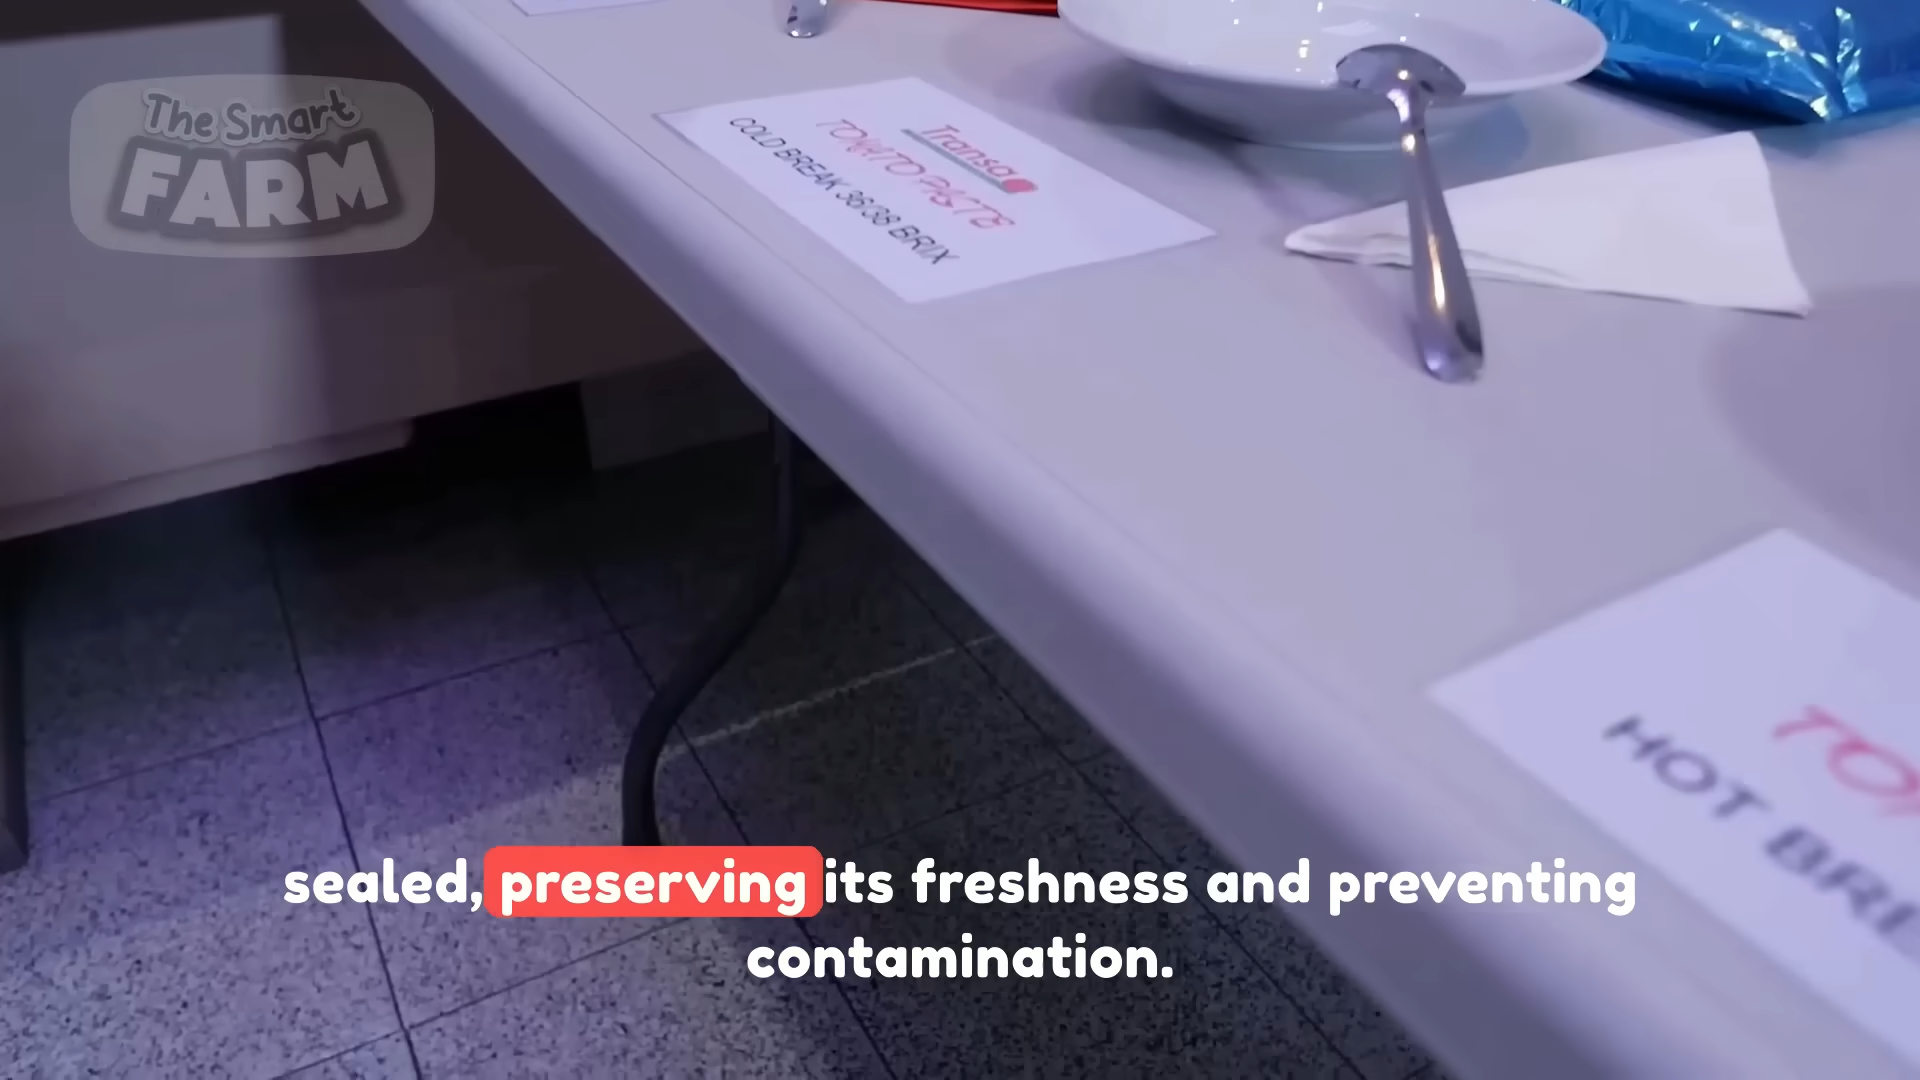 The Smart
FARM
Transa
TOMATO PASTE
COLD BREAK 36/38 BRIX
HOT BRE
sealed, preserving its freshness and preventing
contamination.